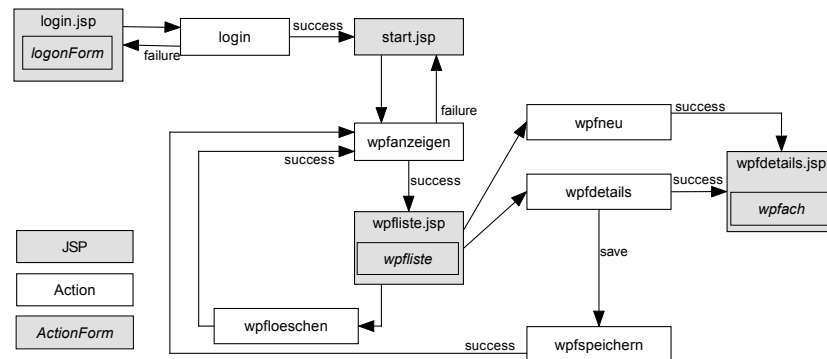 login.jsp
logonForm
failure
login
success
start.jsp
failure
wpfanzeigen
success
success
wpfneu
success
wpfdetails.jsp
wpfach
wpfdetails
success
save
wpfliste.jsp
wpfliste
JSP
Action
ActionForm
wpfloeschen
success
wpfspeichern